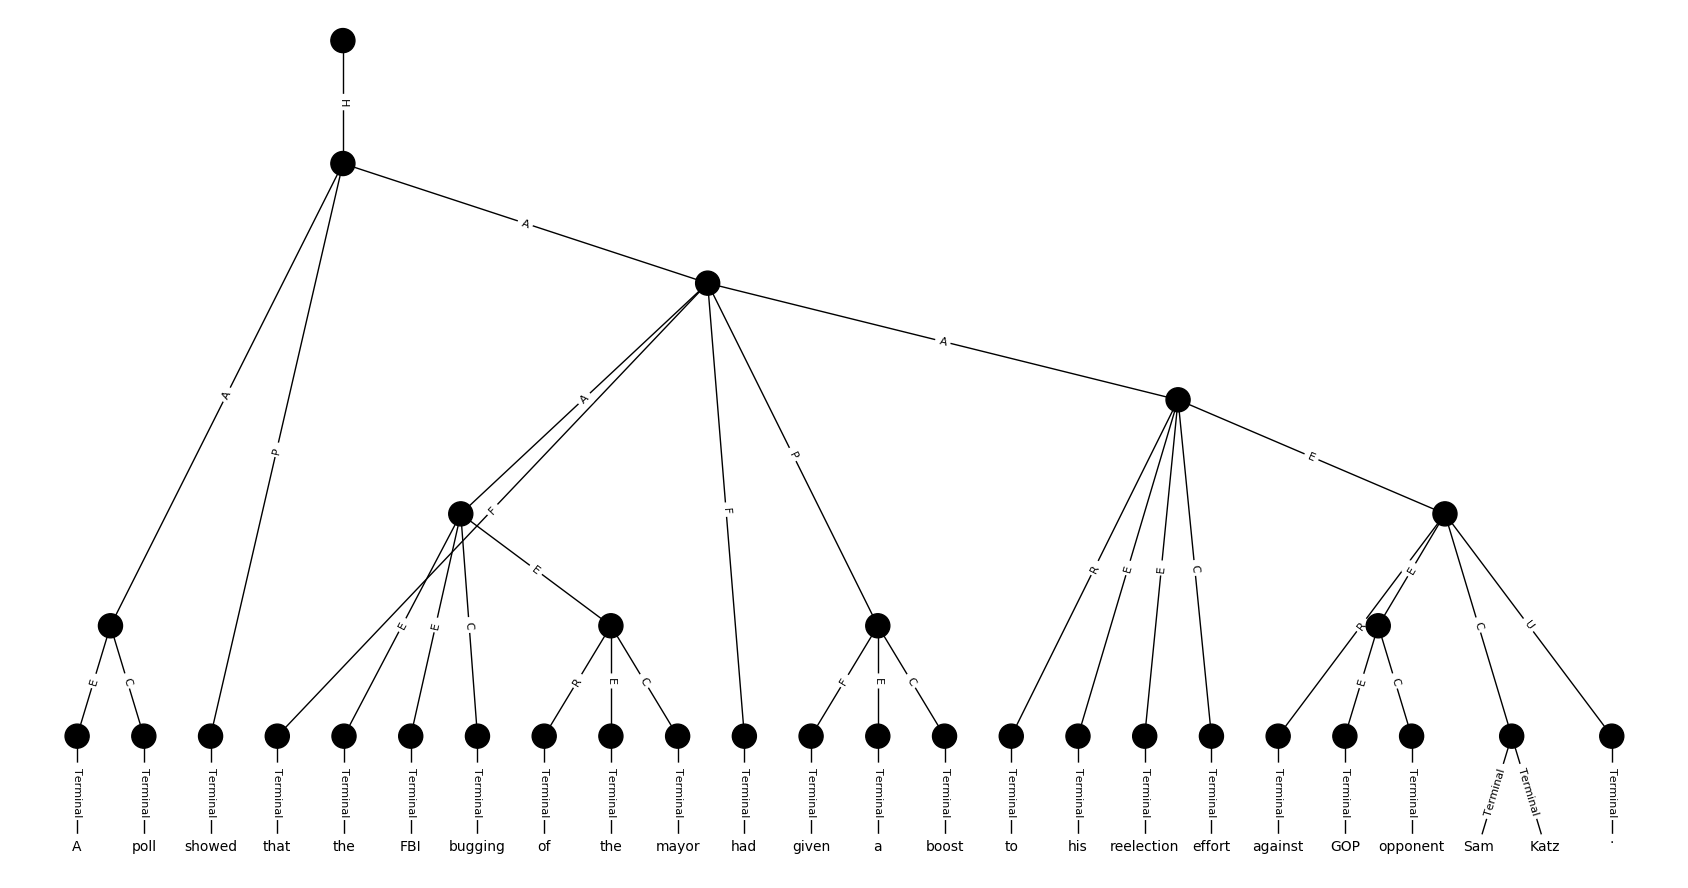 H
A
A
P
A
A
F
P
F
E
E
R
E
E
C
E
R
E
E
C
C
U
E
C
R
E
C
F
E
C
E
C
Terminal Terminal Terminal Terminal Terminal Terminal Terminal Terminal Terminal Terminal Terminal Terminal Terminal Terminal Terminal Terminal Terminal Terminal Terminal Terminal Terminal Terminal Terminal Terminal
A poll showed that the FBI bugging of the mayor had given a boost to his reelection effort against GOP opponent Sam Katz .